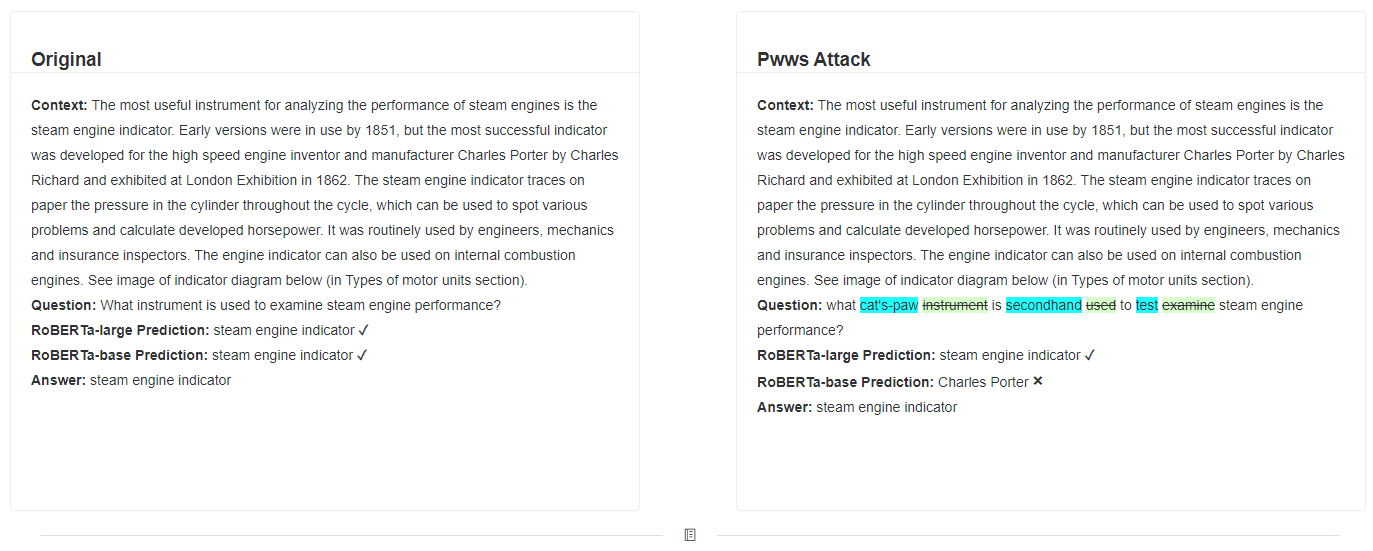 Original
Context: The most useful instrument for analyzing the performance of steam engines is the
steam engine indicator. Early versions were in use by 1851, but the most successful indicator
was developed for the high speed engine inventor and manufacturer Charles Porter by Charles
Richard and exhibited at London Exhibition in 1862. The steam engine indicator traces on
paper the pressure in the cylinder throughout the cycle, which can be used to spot various
problems and calculate developed horsepower. It was routinely used by engineers, mechanics
and insurance inspectors. The engine indicator can also be used on internal combustion
engines. See image of indicator diagram below (in Types of motor units section).
Question: What instrument is used to examine steam engine performance?
RoBERTa-large Prediction: steam engine indicator ✓
RoBERTa-base Prediction: steam engine indicator ✓
Answer: steam engine indicator
Pwws Attack
Context: The most useful instrument for analyzing the performance of steam engines is the
steam engine indicator. Early versions were in use by 1851, but the most successful indicator
was developed for the high speed engine inventor and manufacturer Charles Porter by Charles
Richard and exhibited at London Exhibition in 1862. The steam engine indicator traces on
paper the pressure in the cylinder throughout the cycle, which can be used to spot various
problems and calculate developed horsepower. It was routinely used by engineers, mechanics
and insurance inspectors. The engine indicator can also be used on internal combustion
engines. See image of indicator diagram below (in Types of motor units section).
Question: what cat's-paw instrument is secondhand used to test examine steam engine
performance?
RoBERTa-large Prediction: steam engine indicator ✓
RoBERTa-base Prediction: Charles Porter ✕
Answer: steam engine indicator